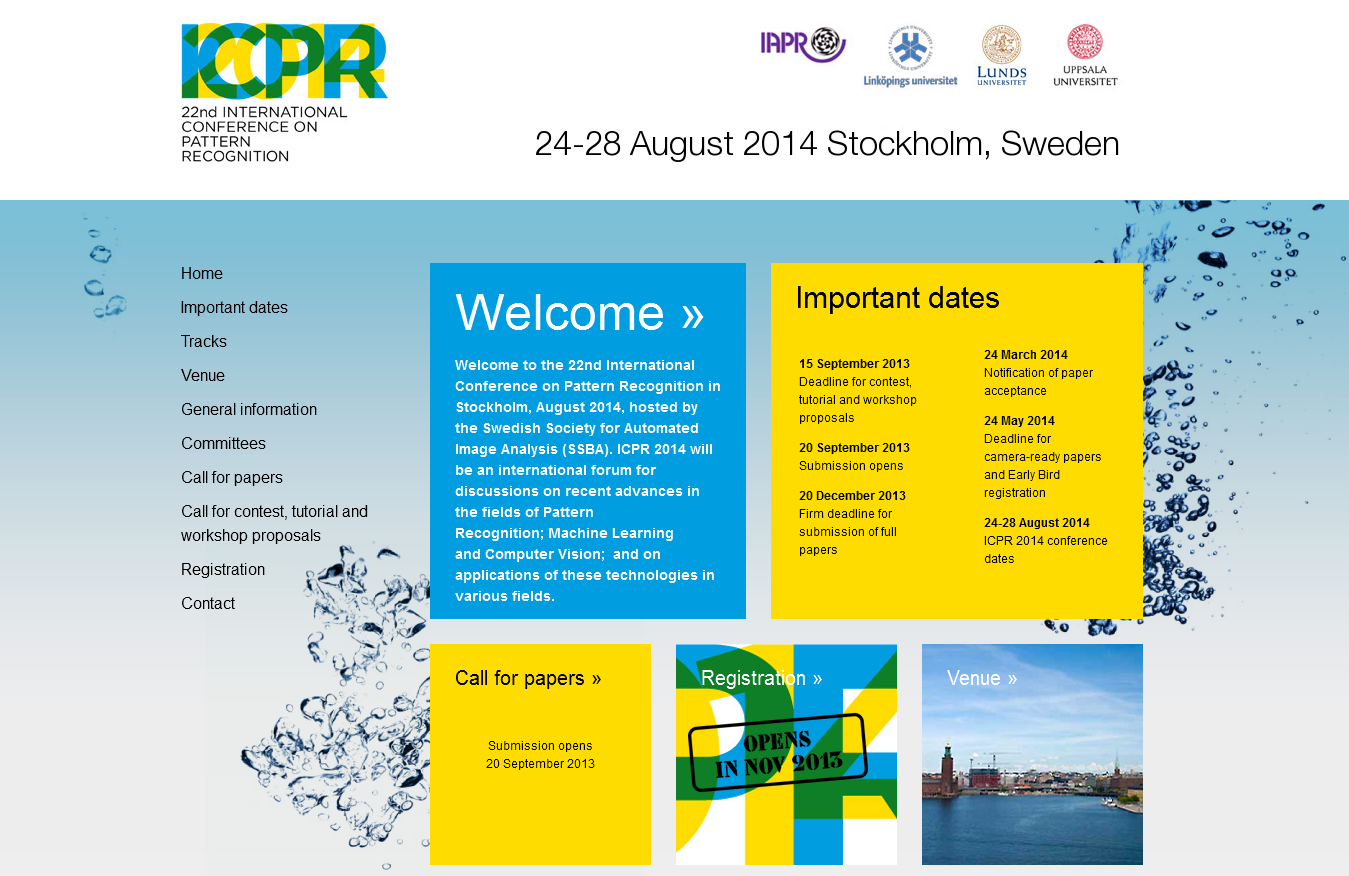 ICPR
22nd INTERNATIONAL
CONFERENCE ON
PATTERN
RECOGNITION
IAPR
Linköpings universitet
LUNDS
UNIVERSITET
UPPSALA
UNIVERSITET
24-28 August 2014 Stockholm, Sweden
Home
Important dates
Tracks
Venue
General information
Committees
Call for papers
Call for contest, tutorial and
workshop proposals
Registration
Contact
Welcome »
Welcome to the 22nd International
Conference on Pattern Recognition in
Stockholm, August 2014, hosted by
the Swedish Society for Automated
Image Analysis (SSBA). ICPR 2014 will
be an international forum for
discussions on recent advances in
the fields of Pattern
Recognition; Machine Learning
and Computer Vision;  and on
applications of these technologies in
various fields.
Important dates
15 September 2013
Deadline for contest,
tutorial and workshop
proposals
20 September 2013
Submission opens
20 December 2013
Firm deadline for
submission of full
papers
24 March 2014
Notification of paper
acceptance
24 May 2014
Deadline for
camera-ready papers
and Early Bird
registration
24-28 August 2014
ICPR 2014 conference
dates
Call for papers »
Submission opens
20 September 2013
Registration »
OPENS
IN NOV 2013
Venue »